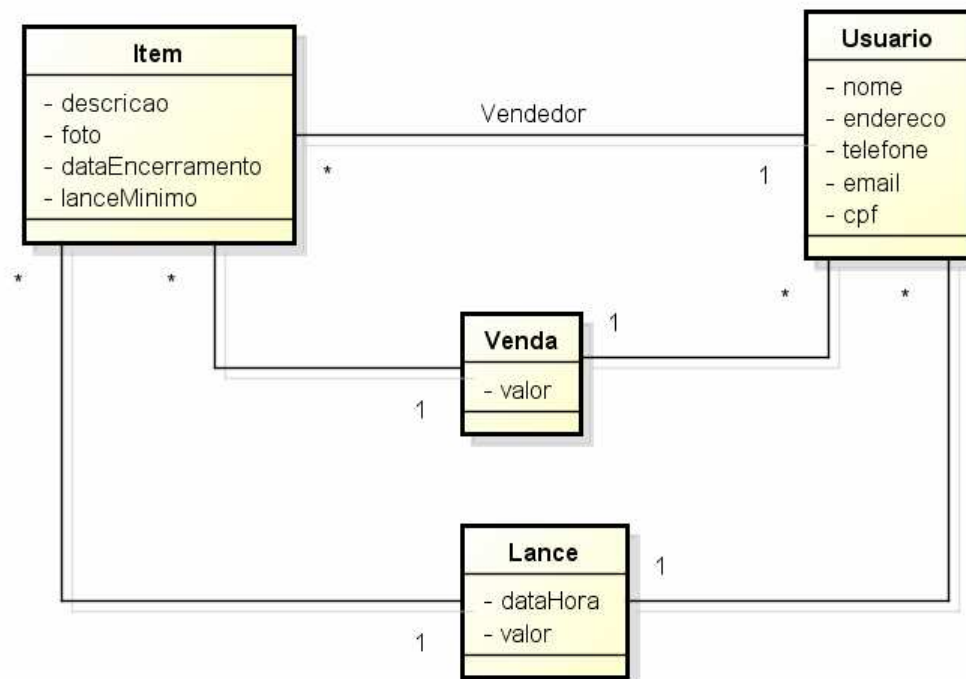 Item
- descricao
- foto
- dataEncerramento
- lanceMinimo
Usuario
- nome
- endereco
- telefone
- email
- cpf
Vendedor
*
1
*
*
*
*
Venda
- valor
1
1
Lance
- dataHora
- valor
1
1